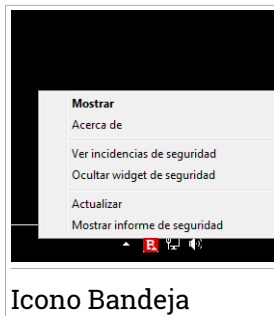 Mostrar
Acerca de
Ver incidencias de seguridad
Ocultar widget de seguridad
Actualizar
Mostrar informe de seguridad
B
Icono Bandeja